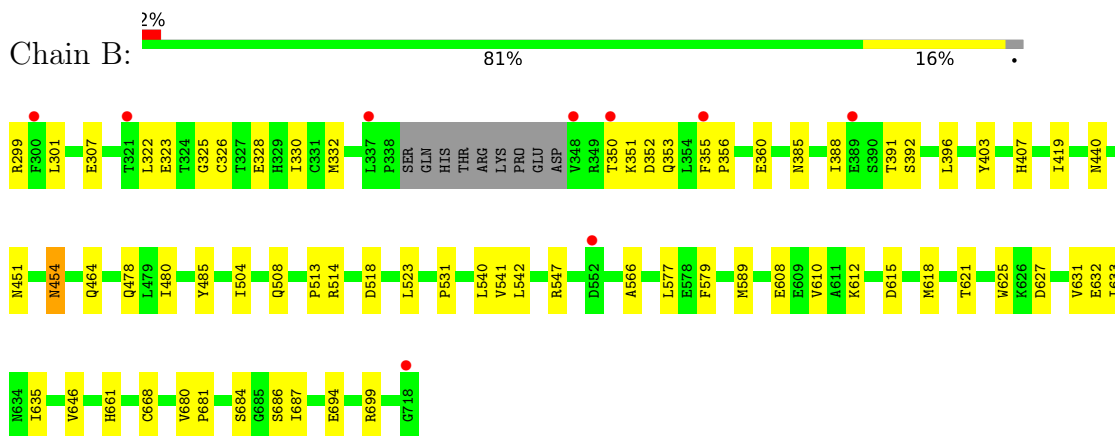 2%
Chain B:
81% 16% •
R299 F300 L301 E307 T321 L322 E323 T324 G325 C326 T327 E328 H329 I330 C331 M332 L337 P338 SER GLN HIS THR ARG LYS PRO GLU ASP V348 R349 T350 K351 D352 Q353 L354 F355 P356 E360 N385 I388 E389 S390 T391 S392 L396 Y403 H407 I419 N440
N451 N454 Q464 Q478 L479 I480 Y485 I504 Q508 P513 R514 D518 L523 P531 L540 V541 L542 R547 D552 A566 L577 E578 F579 M589 E608 E609 V610 A611 K612 D615 M618 T621 W625 K626 D627 V631 E632 I633
N634 I635 V646 H661 C668 V680 P681 S684 G685 S686 I687 E694 R699 G718